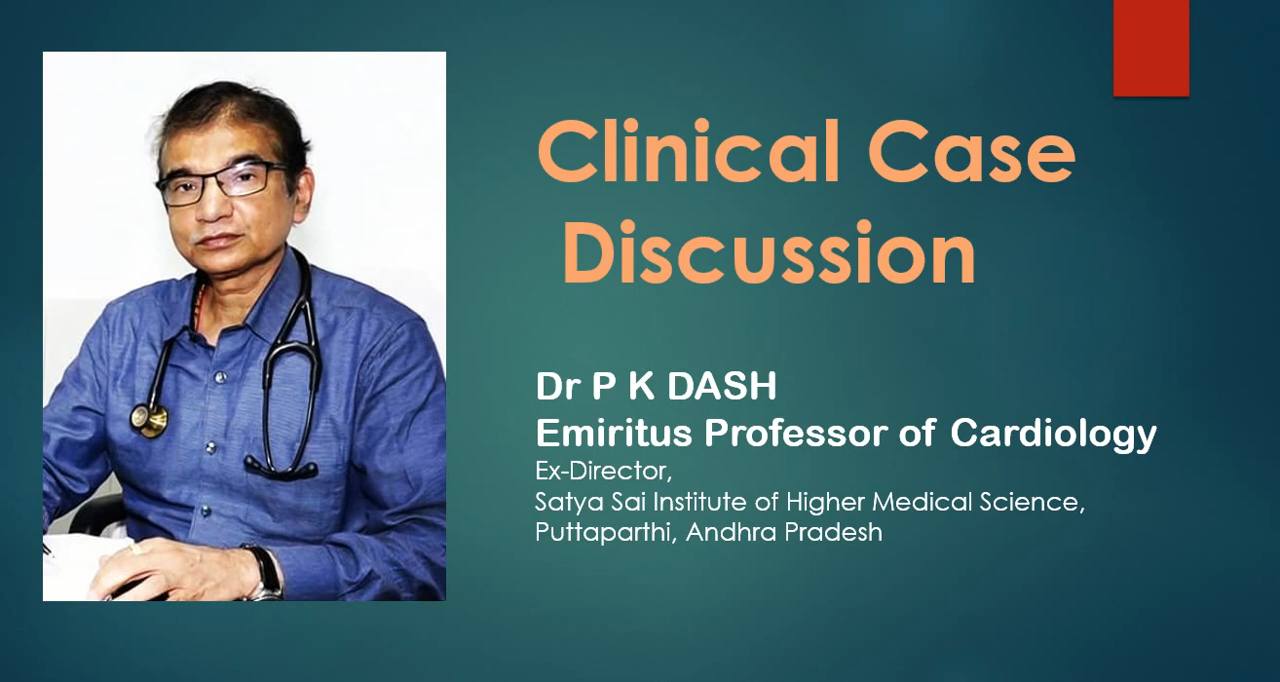 Clinical Case
Discussion
Dr P K DASH
Emiritus Professor of Cardiology
Ex-Director,
Satya Sai Institute of Higher Medical Science,
Puttaparthi, Andhra Pradesh